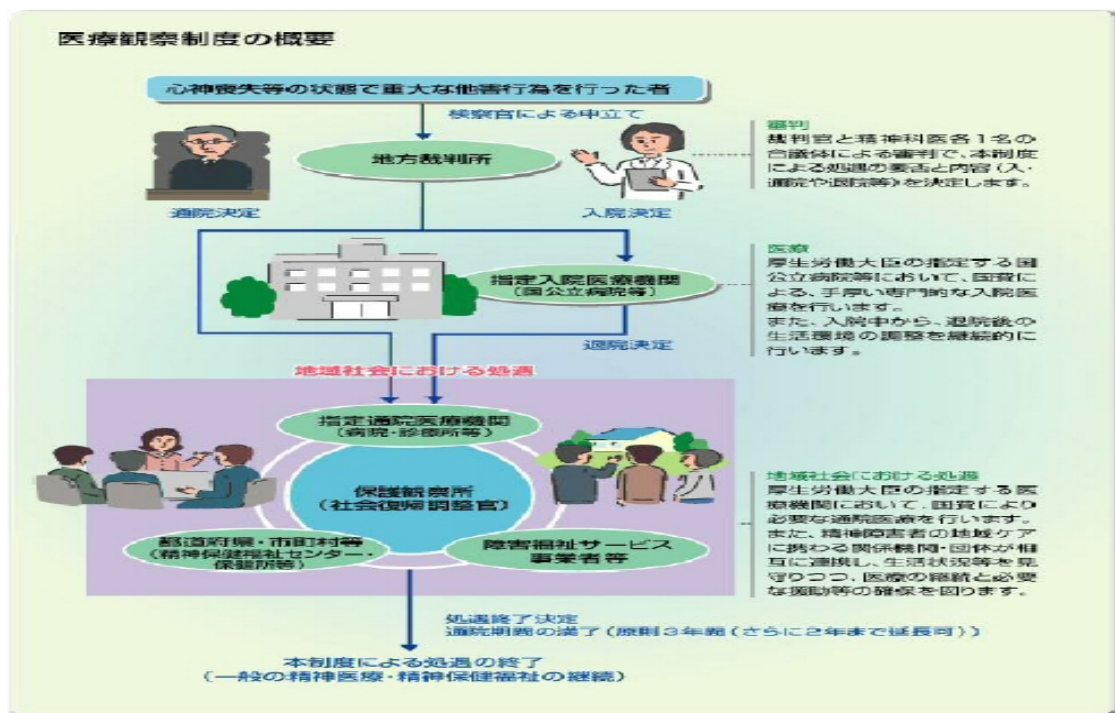 医療観察制度の概要
心神喪失等の状態で重大な他害行為を行った者
検察官による申立て
地方裁判所
審判
裁判官と精神科医各１名の
合議体による審判で、本制度
による処遇の要否と内容（入・
通院や退院等）を決定します。
通院決定
入院決定
指定入院医療機関
（国公立病院等）
医療
厚生労働大臣の指定する国
公立病院等において、国費に
よる、手厚い専門的な入院医
療を行います。
また、入院中から、退院後の
生活環境の調整を継続的に
行います。
退院決定
地域社会における処遇
指定通院医療機関
（病院・診療所等）
保護観察所
（社会復帰調整官）
都道府県・市町村等
（精神保健福祉センター・
保健所等）
障害福祉サービス
事業者等
地域社会における処遇
厚生労働大臣の指定する医
療機関において、国費により
必要な通院医療を行います。
また、精神障害者の地域ケア
に携わる関係機関・団体が相
互に連携し、生活状況等を見
守りつつ、医療の継続と必要
な援助等の確保を図ります。
処遇終了決定
通院期間の満了（原則３年間（さらに２年まで延長可））
本制度による処遇の終了
（一般の精神医療・精神保健福祉の継続）